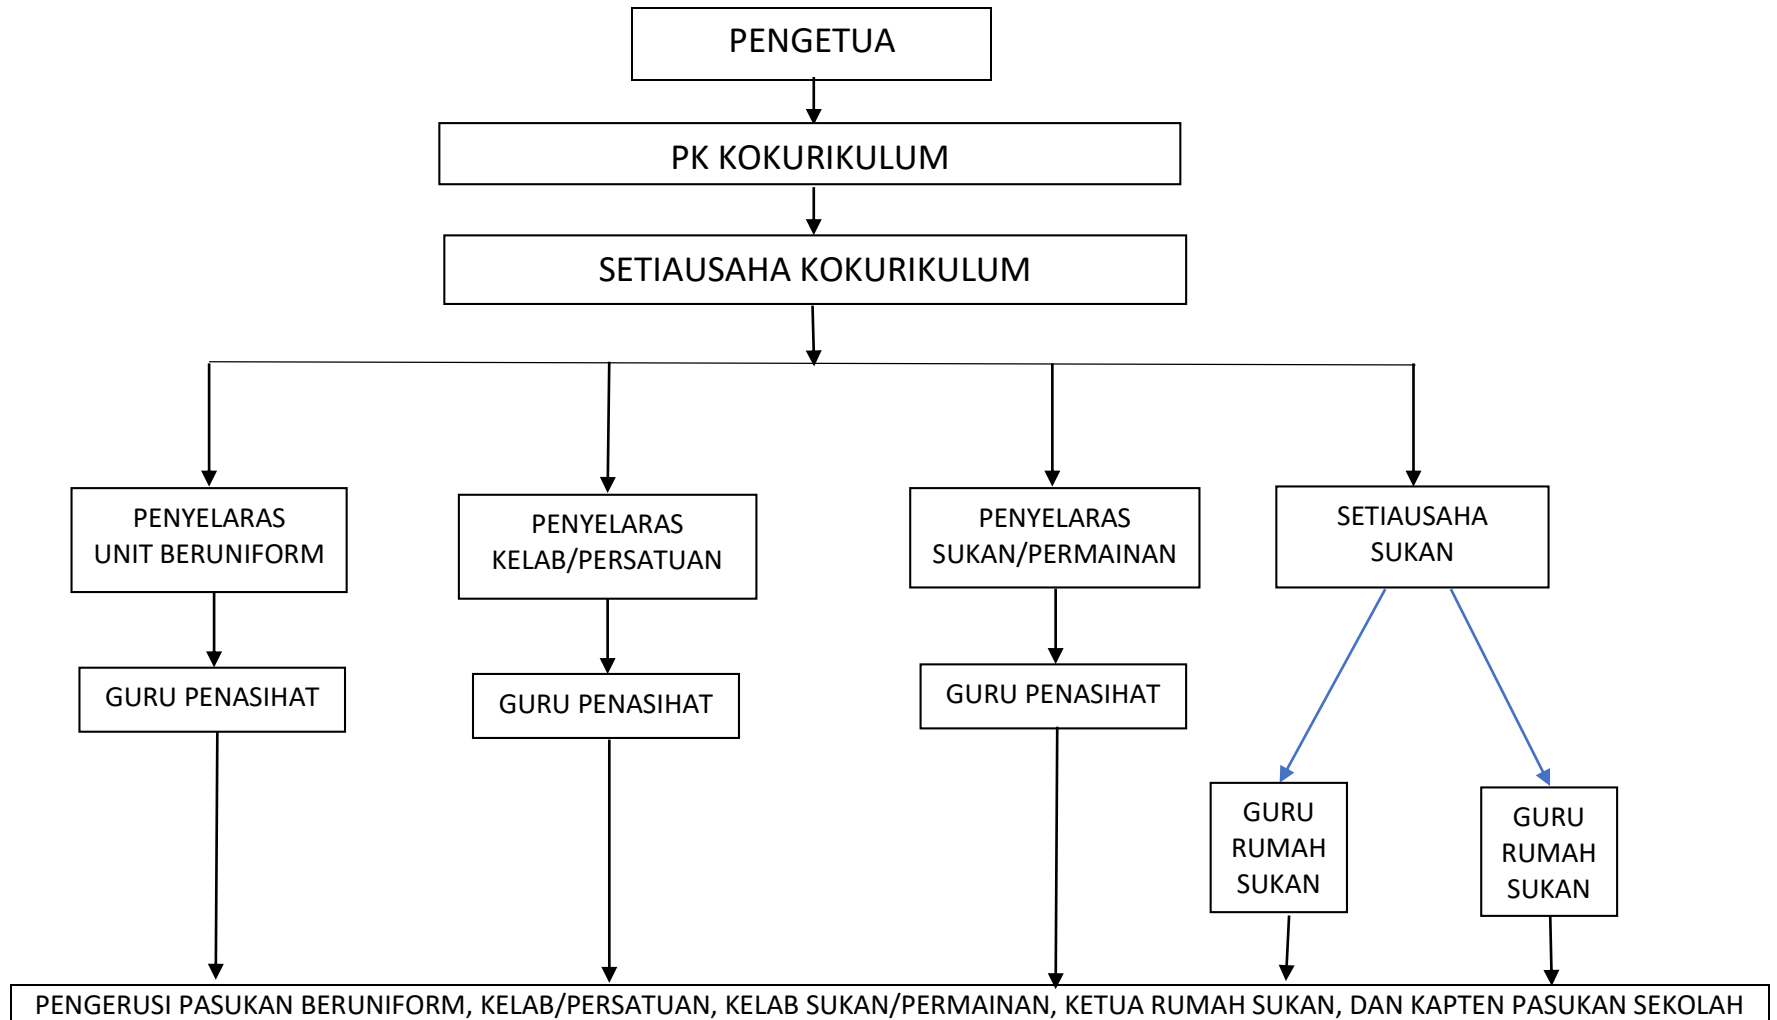 PENGETUA
PK KOKURIKULUM
SETIAUSAHA KOKURIKULUM
PENYELARAS
UNIT BERUNIFORM
PENYELARAS
KELAB/PERSATUAN
PENYELARAS
SUKAN/PERMAINAN
SETIAUSAHA
SUKAN
GURU PENASIHAT
GURU PENASIHAT
GURU PENASIHAT
GURU
RUMAH
SUKAN
GURU
RUMAH
SUKAN
PENGERUSI PASUKAN BERUNIFORM, KELAB/PERSATUAN, KELAB SUKAN/PERMAINAN, KETUA RUMAH SUKAN, DAN KAPTEN PASUKAN SEKOLAH